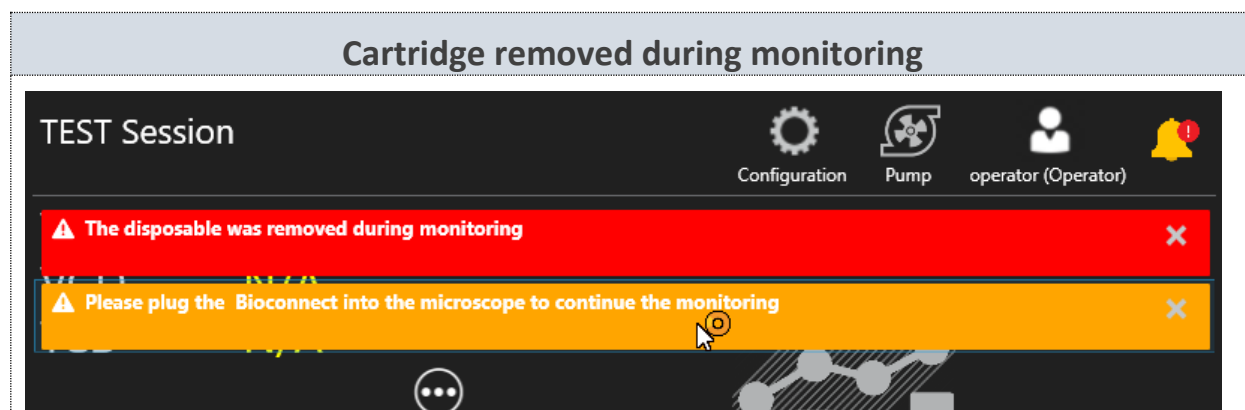 Cartridge removed during monitoring
TEST Session
Configuration
Pump
operator (Operator)
The disposable was removed during monitoring
Please plug the  Bioconnect into the microscope to continue the monitoring